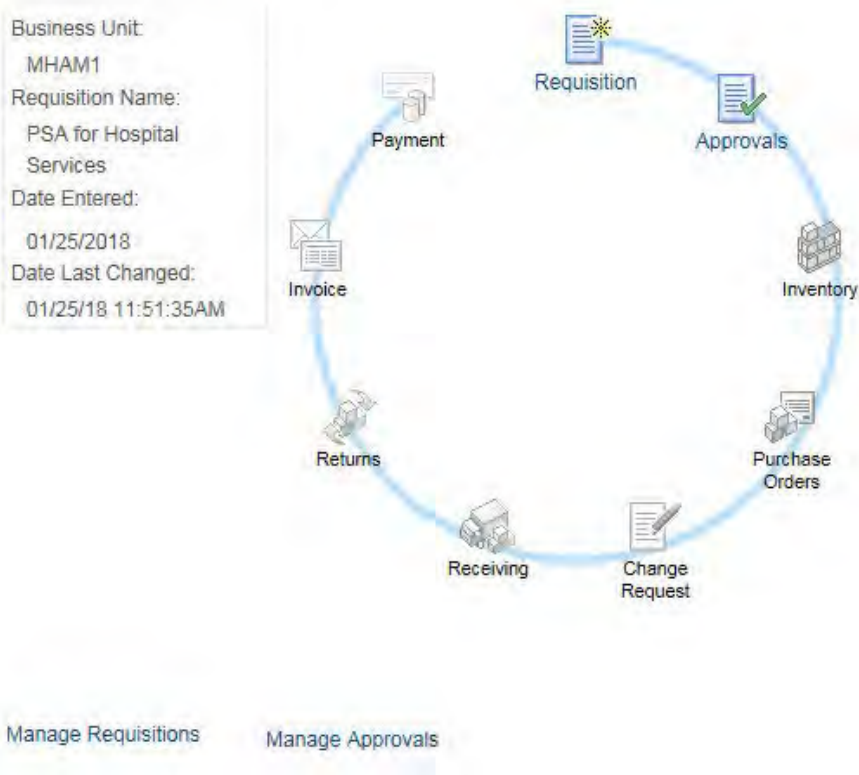 Business Unit:
MHAM1
Requisition Name:
PSA for Hospital
Services
Date Entered:
01/25/2018
Date Last Changed:
01/25/18 11:51:35AM
Requisition
Approvals
Inventory
Purchase
Orders
Change
Request
Receiving
Returns
Invoice
Payment
Manage Requisitions
Manage Approvals